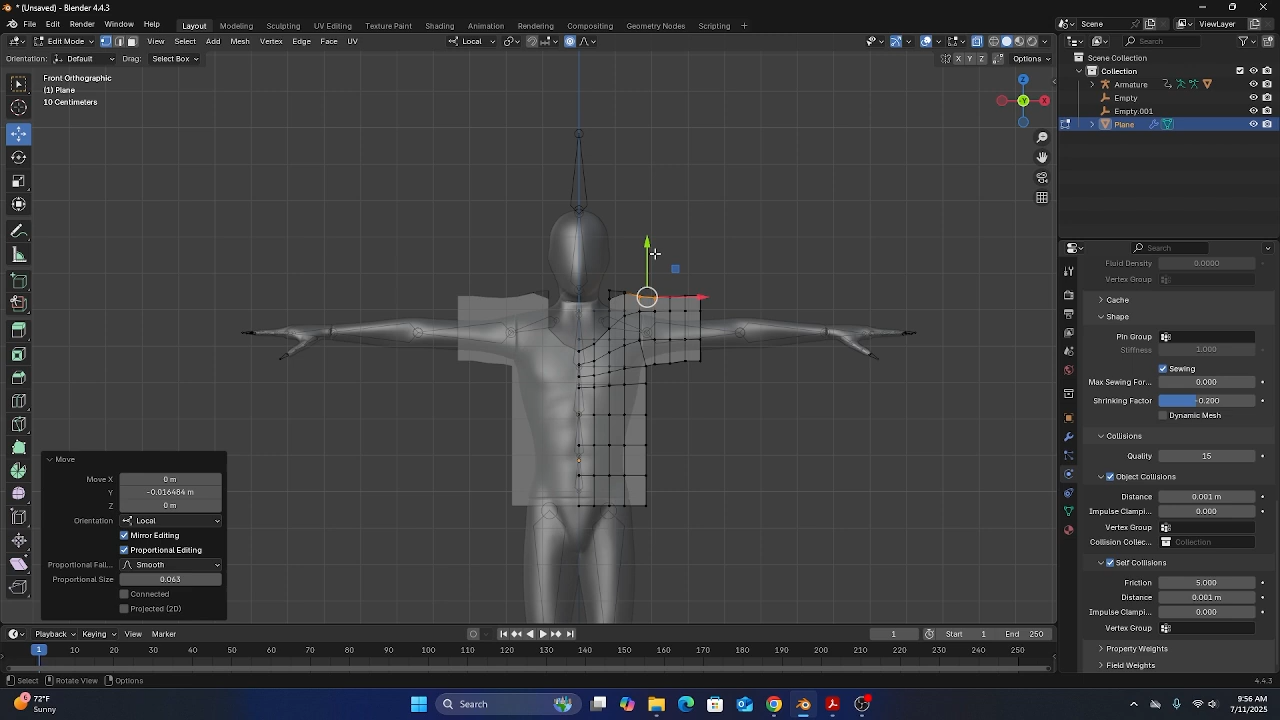 * (Unsaved) - Blender 4.4.3
File Edit Render Window Help Layout Modeling Sculpting UV Editing Texture Paint Shading Animation Rendering Compositing Geometry Nodes Scripting + Scene ViewLayer
Edit Mode View Select Add Mesh Vertex Edge Face UV Local Search
Orientation: Default Drag: Select Box X Y Z Options
Front Orthographic
(1) Plane
10 Centimeters
Z
X
Y
Scene Collection
Collection
Armature
Empty
Empty.001
Plane
Search
Fluid Density 0.0000
Vertex Group
Cache
Shape
Pin Group
Stiffness 1.000
Sewing
Max Sewing For... 0.000
Shrinking Factor -0.200
Dynamic Mesh
Collisions
Quality 15
Object Collisions
Distance 0.001 m
Impulse Clampi... 0.000
Vertex Group
Collision Collec... Collection
Self Collisions
Friction 5.000
Distance 0.001 m
Impulse Clampi... 0.000
Vertex Group
Property Weights
Field Weights
Move
Move X 0 m
Y -0.016484 m
Z 0 m
Orientation Local
Mirror Editing
Proportional Editing
Proportional Fall... Smooth
Proportional Size 0.063
Connected
Projected (2D)
Playback Keying View Marker 1 Start 1 End 250
1 10 20 30 40 50 60 70 80 90 100 110 120 130 140 150 160 170 180 190 200 210 220 230 240 250
Select Rotate View Options 4.4.3
72°F
Sunny
Search
7:51 AM
7/11/2025